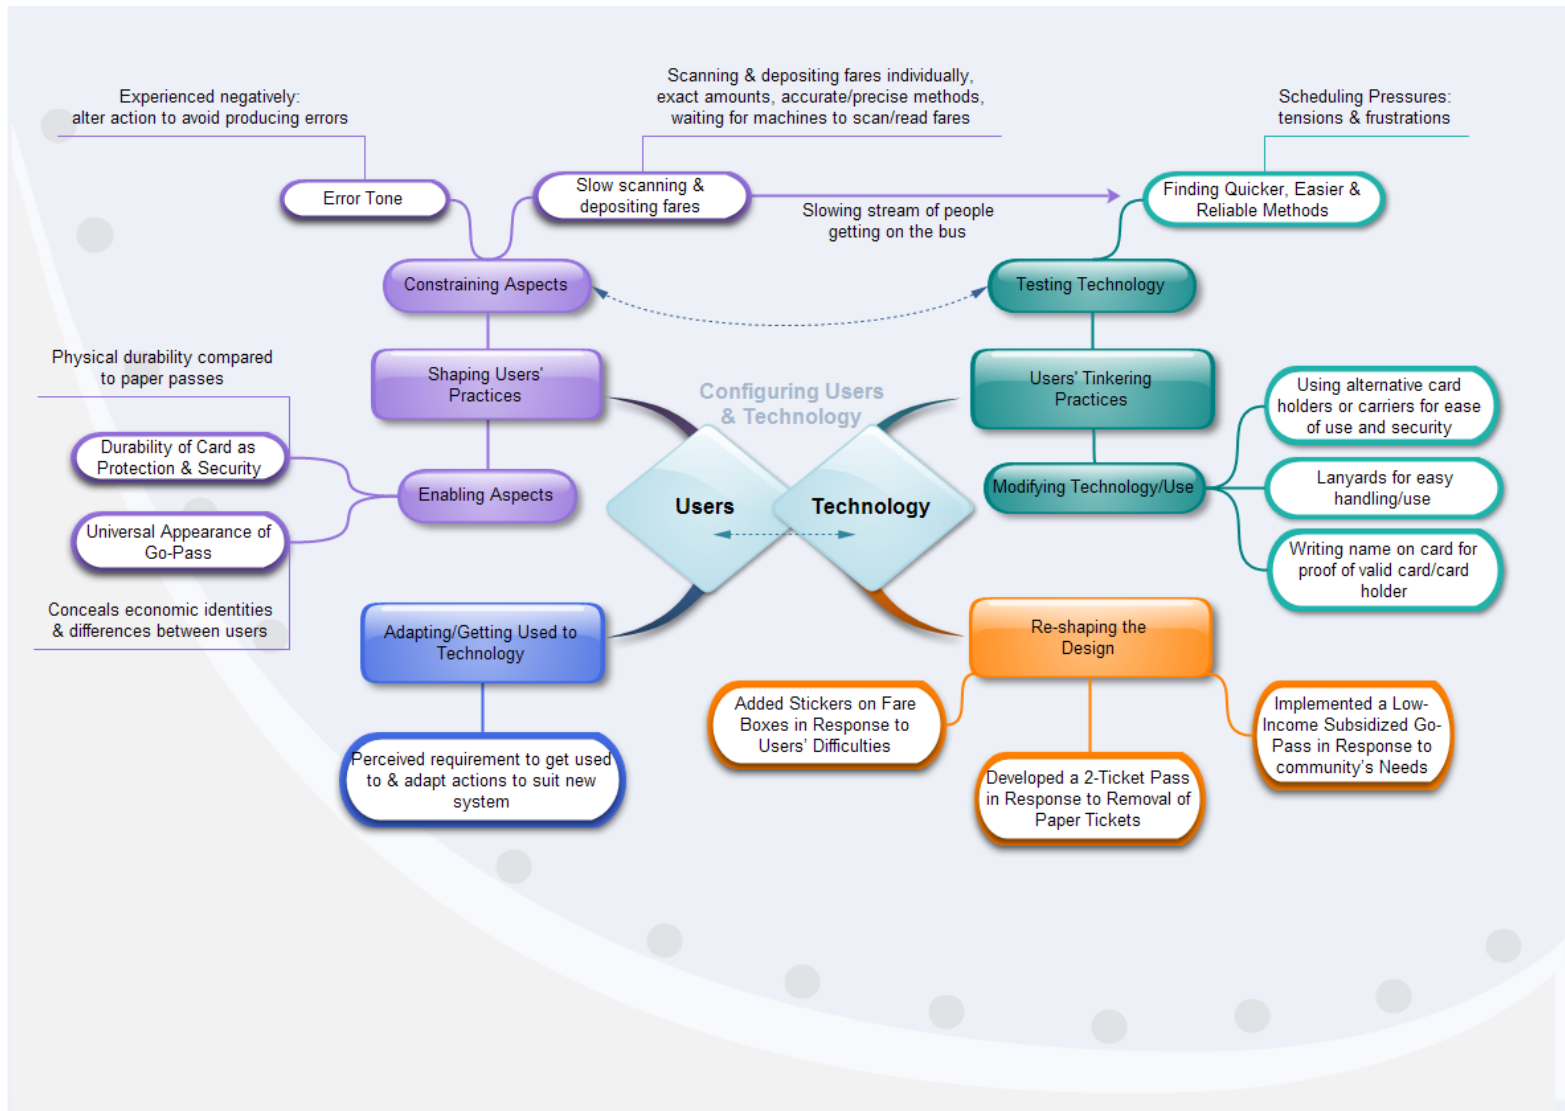 Experienced negatively:
alter action to avoid producing errors
Scanning & depositing fares individually,
exact amounts, accurate/precise methods,
waiting for machines to scan/read fares
Scheduling Pressures:
tensions & frustrations
Error Tone
Slow scanning &
depositing fares
Slowing stream of people
getting on the bus
Finding Quicker, Easier &
Reliable Methods
Constraining Aspects
Testing Technology
Physical durability compared
to paper passes
Shaping Users'
Practices
Configuring Users
& Technology
Users' Tinkering
Practices
Using alternative card
holders or carriers for ease
of use and security
Durability of Card as
Protection & Security
Enabling Aspects
Modifying Technology/Use
Lanyards for easy
handling/use
Users
Technology
Universal Appearance of
Go-Pass
Writing name on card for
proof of valid card/card
holder
Conceals economic identities
& differences between users
Adapting/Getting Used to
Technology
Re-shaping the
Design
Added Stickers on Fare
Boxes in Response to
Users’ Difficulties
Implemented a Low-
Income Subsidized Go-
Pass in Response to
community’s Needs
Perceived requirement to get used
to & adapt actions to suit new
system
Developed a 2-Ticket Pass
in Response to Removal of
Paper Tickets